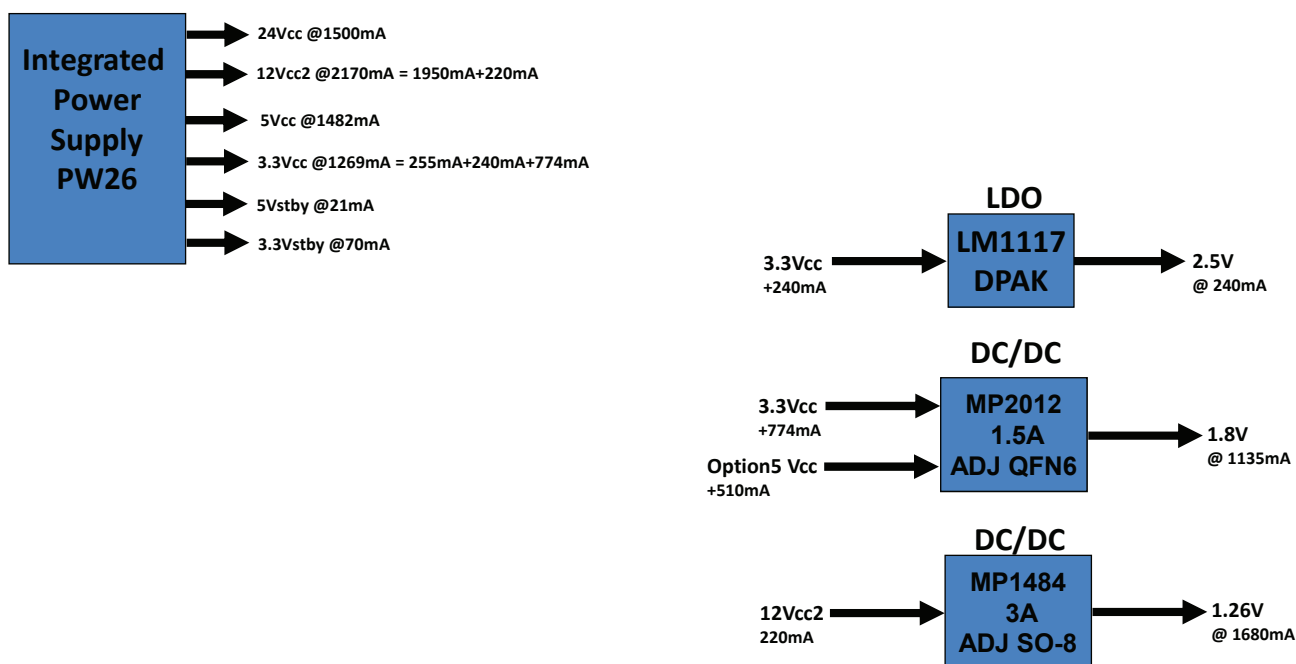 Integrated
Power
Supply
PW26
24Vcc @1500mA
12Vcc2 @2170mA = 1950mA+220mA
5Vcc @1482mA
3.3Vcc @1269mA = 255mA+240mA+774mA
5Vstby @21mA
3.3Vstby @70mA
LDO
LM1117
DPAK
3.3Vcc
+240mA
2.5V
@ 240mA
DC/DC
MP2012
1.5A
ADJ QFN6
3.3Vcc
+774mA
Option5 Vcc
+510mA
1.8V
@ 1135mA
DC/DC
MP1484
3A
ADJ SO-8
12Vcc2
220mA
1.26V
@ 1680mA